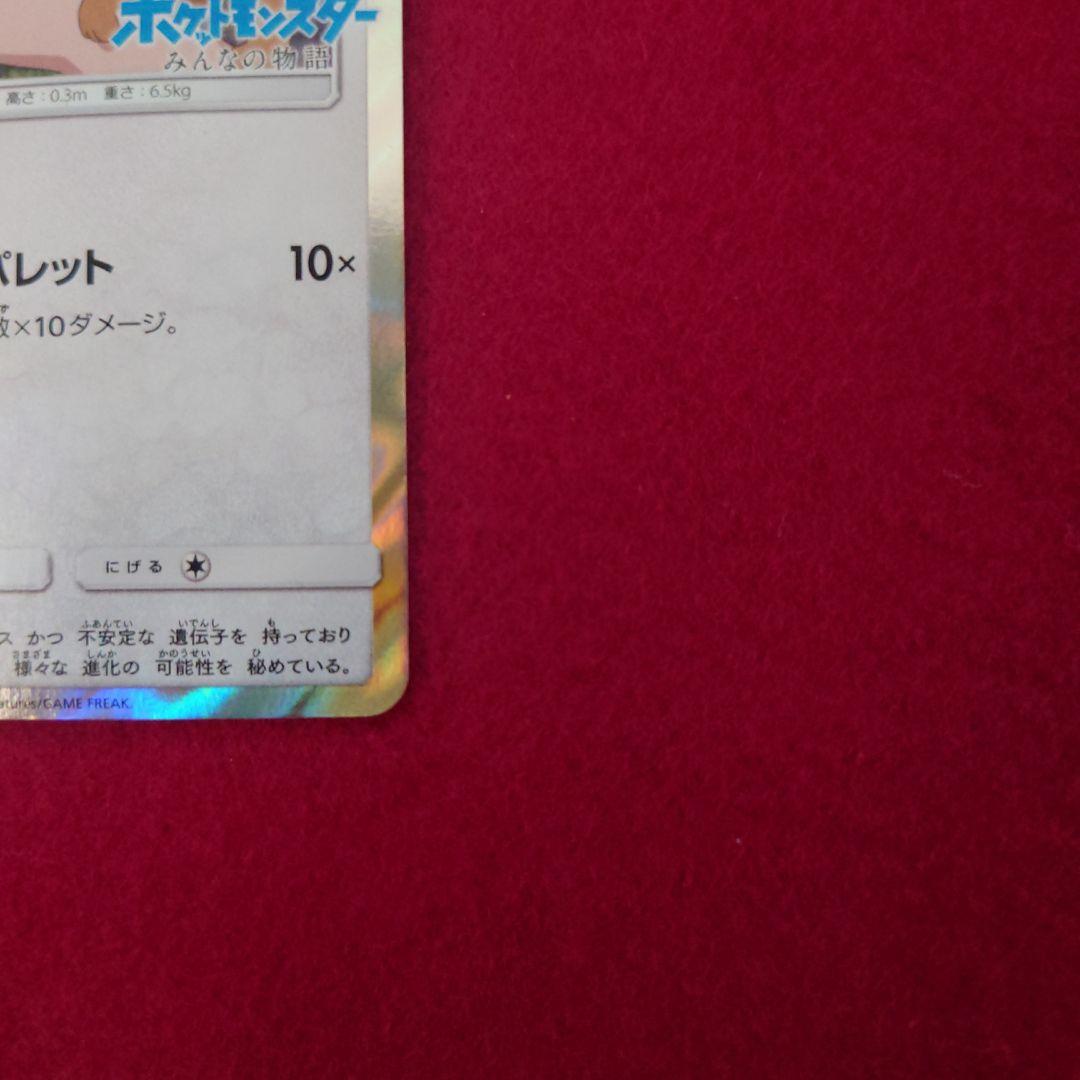 ポケットモンスター
みんなの物語
高さ：0.3m 重さ：6.5kg
パレット 10×
数×10ダメージ。
にげる
ス かつ 不安定な 遺伝子を 持っており
様々な 進化の 可能性を 秘めている。
atures/GAME FREAK.